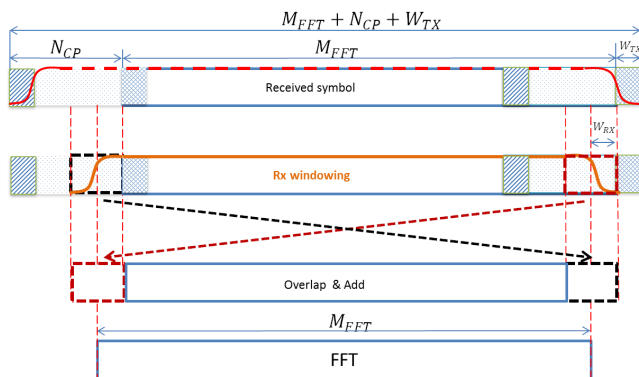 M_FFT + N_CP + W_TX
N_CP
M_FFT
W_TX
Received symbol
W_RX
Rx windowing
Overlap & Add
M_FFT
FFT